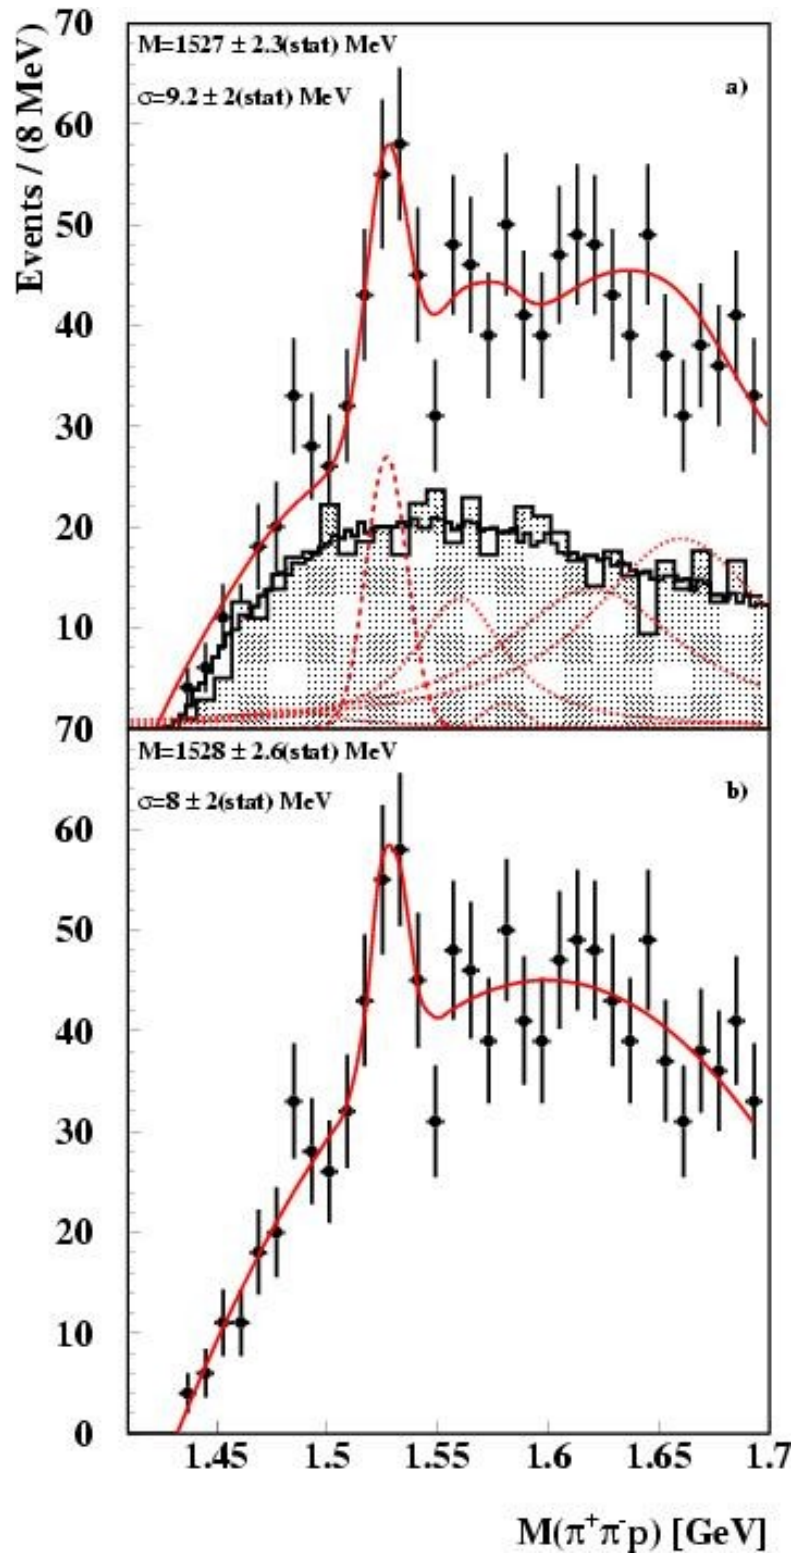 70
M=1527 ± 2.3(stat) MeV
a)
σ=9.2 ± 2(stat) MeV
Events / (8 MeV)
60
50
40
30
20
10
70
M=1528 ± 2.6(stat) MeV
b)
σ=8 ± 2(stat) MeV
60
50
40
30
20
10
0
1.45 1.5 1.55 1.6 1.65 1.7
M(π⁺π⁻p) [GeV]